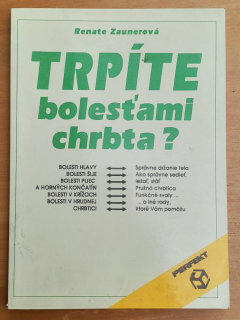 Renate Zaunerová
TRPÍTE
bolesťami
chrbta?
BOLESTI HLAVY ⟷ Správne držanie tela
BOLESTI ŠIJE ⟷ Ako správne sedieť,
BOLESTI PLIEC ⟷ ležať, stáť
A HORNÝCH KONČATÍN ⟷ Pružná chrbtica
BOLESTI V KRÍŽOCH ⟷ Funkčné svaly ...
BOLESTI V HRUDNEJ ⟷ ... a iné rady,
CHRBTICI ⟷ ktoré Vám pomôžu
PERFEKT